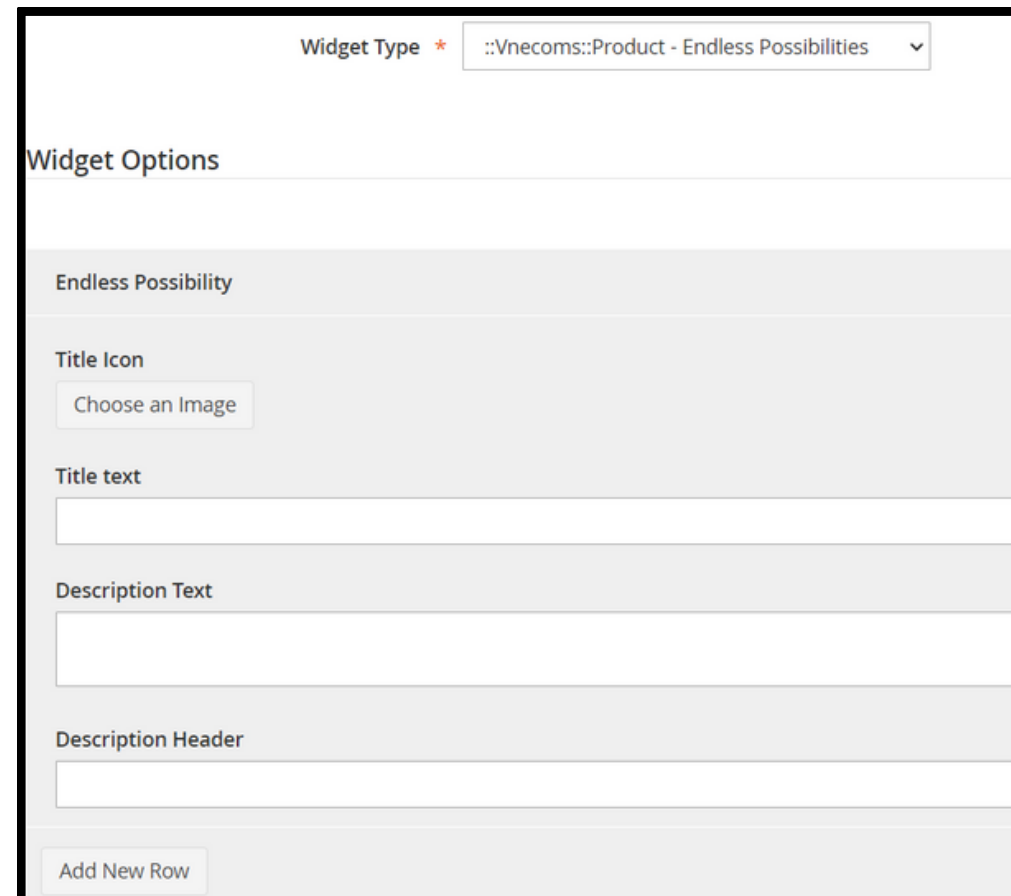 Widget Type * ::Vnecoms::Product - Endless Possibilities
Widget Options
Endless Possibility
Title Icon
Choose an Image
Title text
Description Text
Description Header
Add New Row